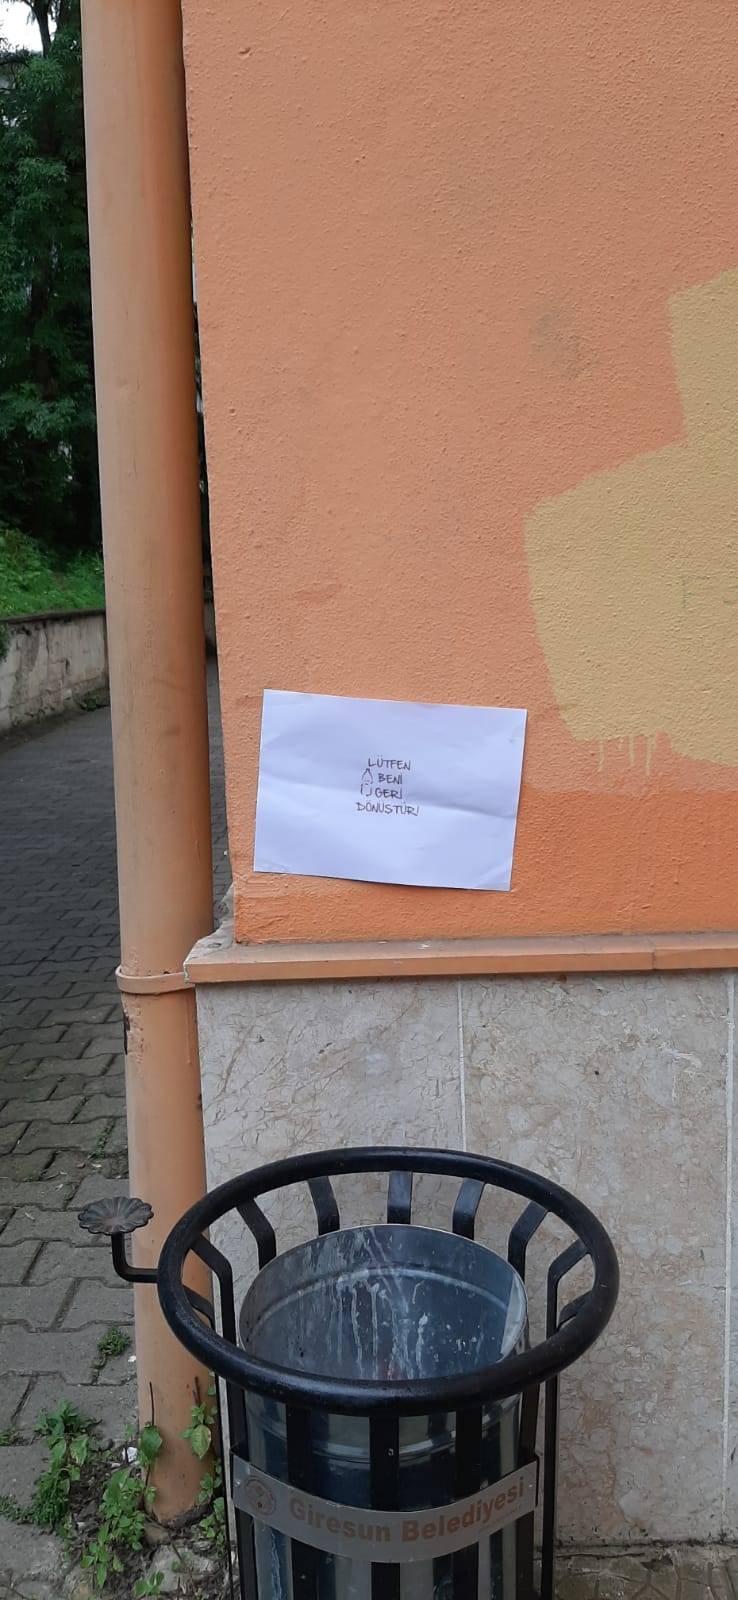 LÜTFEN
BENİ
GERİ
DÖNÜŞTÜR!
Giresun Belediyesi